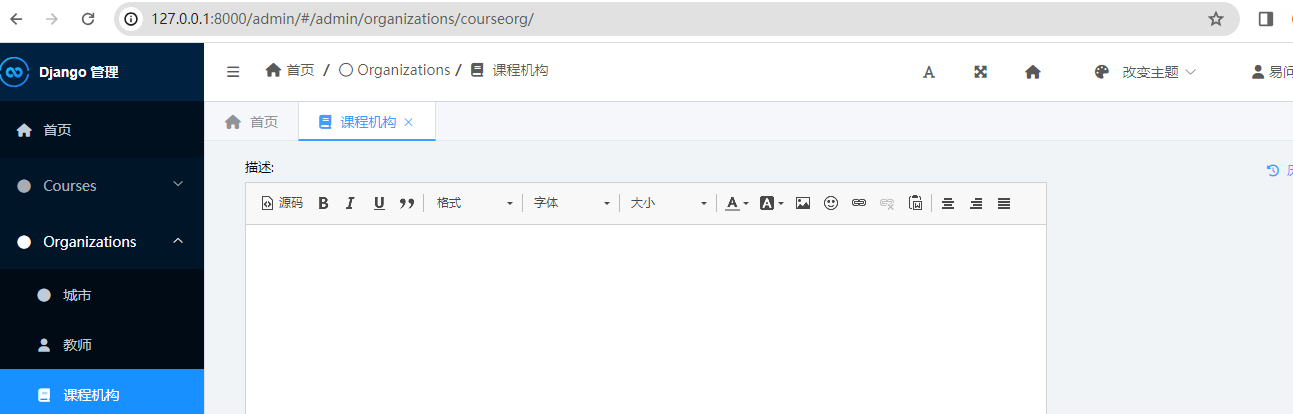 127.0.0.1:8000/admin/#/admin/organizations/courseorg/
Django 管理
首页 / Organizations / 课程机构
A
改变主题
易问
首页
首页
课程机构
Courses
描述:
源码 B I U
格式
字体
大小
A
A
Organizations
城市
教师
课程机构